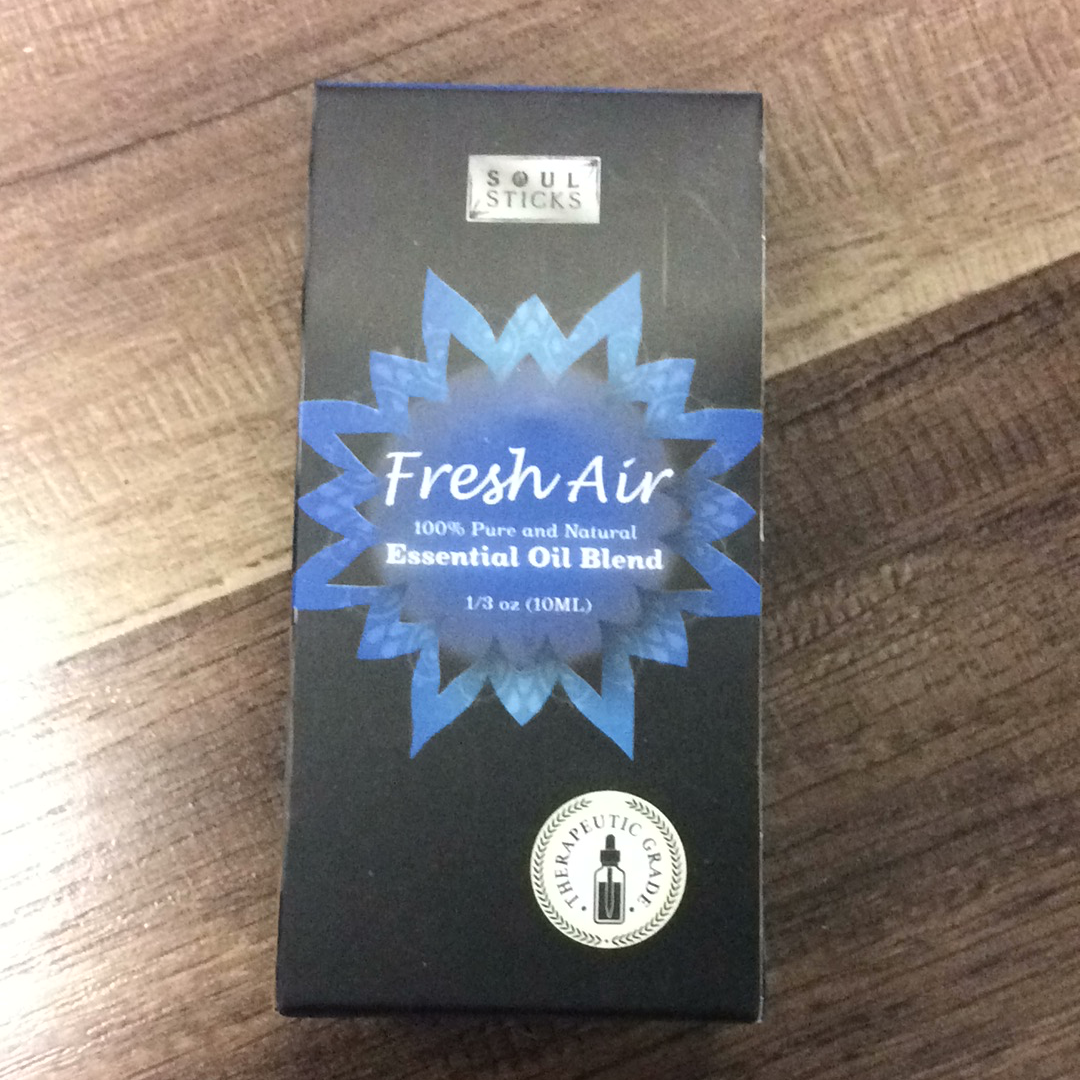 SOUL
STICKS
Fresh Air
100% Pure and Natural
Essential Oil Blend
1/3 oz (10ML)
THERAPEUTIC GRADE